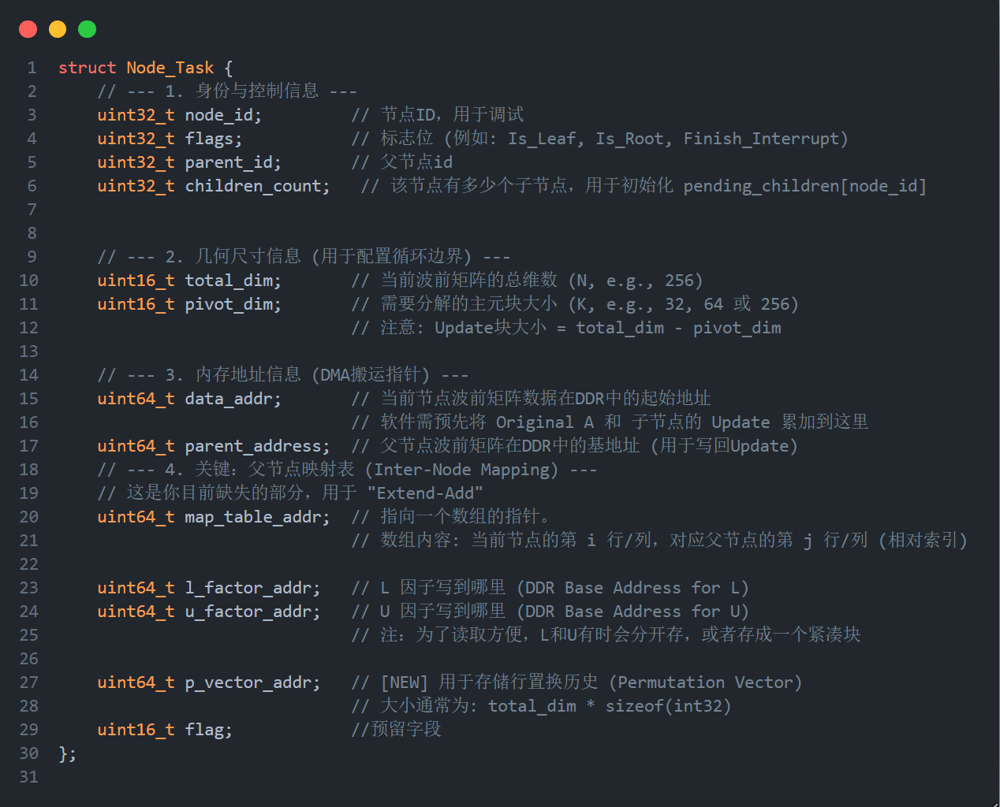 1 struct Node_Task {
2 // --- 1. 身份与控制信息 ---
3 uint32_t node_id; // 节点ID，用于调试
4 uint32_t flags; // 标志位 (例如: Is_Leaf, Is_Root, Finish_Interrupt)
5 uint32_t parent_id; // 父节点id
6 uint32_t children_count; // 该节点有多少个子节点，用于初始化 pending_children[node_id]
7
8
9 // --- 2. 几何尺寸信息 (用于配置循环边界) ---
10 uint16_t total_dim; // 当前波前矩阵的总维数 (N, e.g., 256)
11 uint16_t pivot_dim; // 需要分解的主元块大小 (K, e.g., 32, 64 或 256)
12 // 注意: Update块大小 = total_dim - pivot_dim
13
14 // --- 3. 内存地址信息 (DMA搬运指针) ---
15 uint64_t data_addr; // 当前节点波前矩阵数据在DDR中的起始地址
16 // 软件需预先将 Original A 和 子节点的 Update 累加到这里
17 uint64_t parent_address; // 父节点波前矩阵在DDR中的基地址 (用于写回Update)
18 // --- 4. 关键：父节点映射表 (Inter-Node Mapping) ---
19 // 这是你目前缺失的部分，用于 "Extend-Add"
20 uint64_t map_table_addr; // 指向一个数组的指针。
21 // 数组内容: 当前节点的第 i 行/列，对应父节点的第 j 行/列 (相对索引)
22
23 uint64_t l_factor_addr; // L 因子写到哪里 (DDR Base Address for L)
24 uint64_t u_factor_addr; // U 因子写到哪里 (DDR Base Address for U)
25 // 注：为了读取方便，L和U有时会分开存，或者存成一个紧凑块
26
27 uint64_t p_vector_addr; // [NEW] 用于存储行置换历史 (Permutation Vector)
28 // 大小通常为: total_dim * sizeof(int32)
29 uint16_t flag; //预留字段
30 };
31